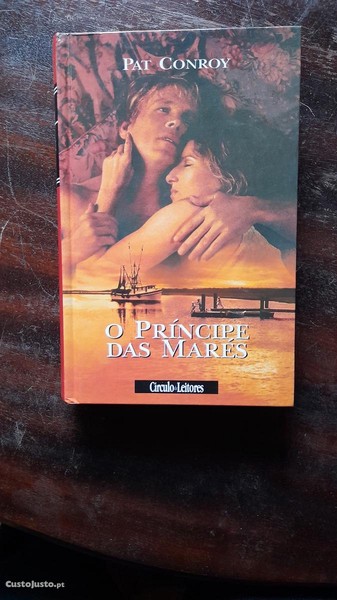 PAT CONROY
O PRÍNCIPE
DAS MARÉS
Círculo de Leitores
CustoJusto.pt